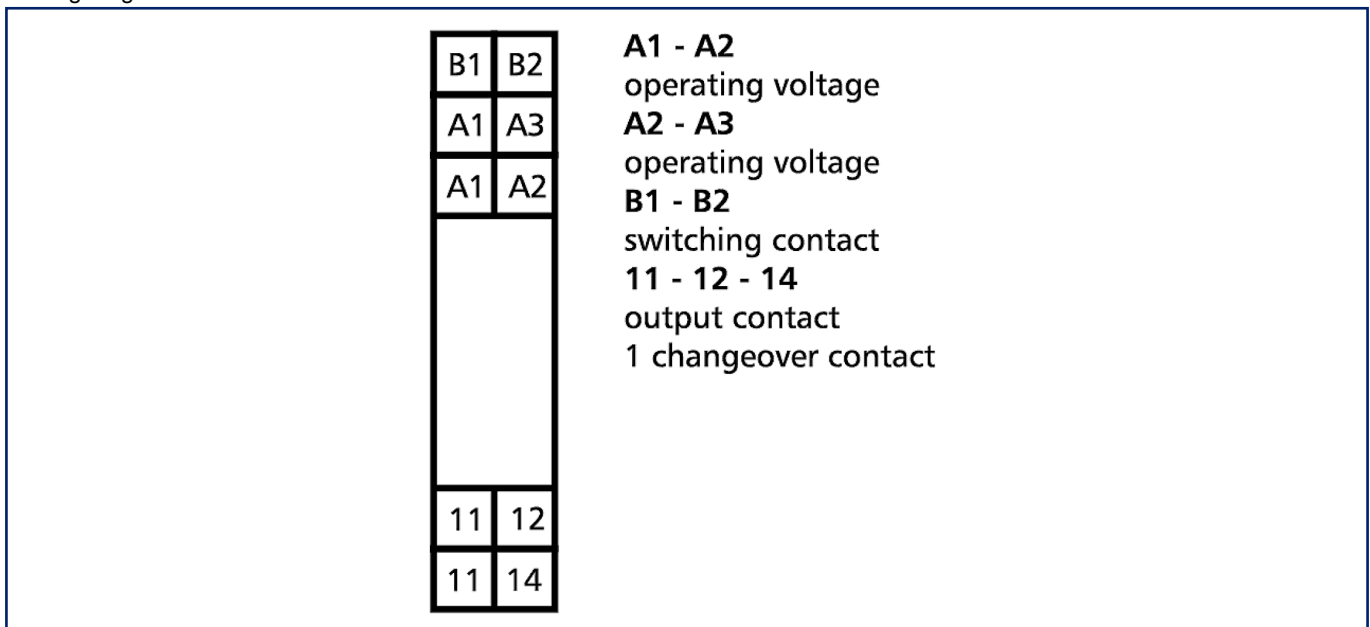 B1 B2
A1 A3
A1 A2
11 12
11 14
A1 - A2
operating voltage
A2 - A3
operating voltage
B1 - B2
switching contact
11 - 12 - 14
output contact
1 changeover contact